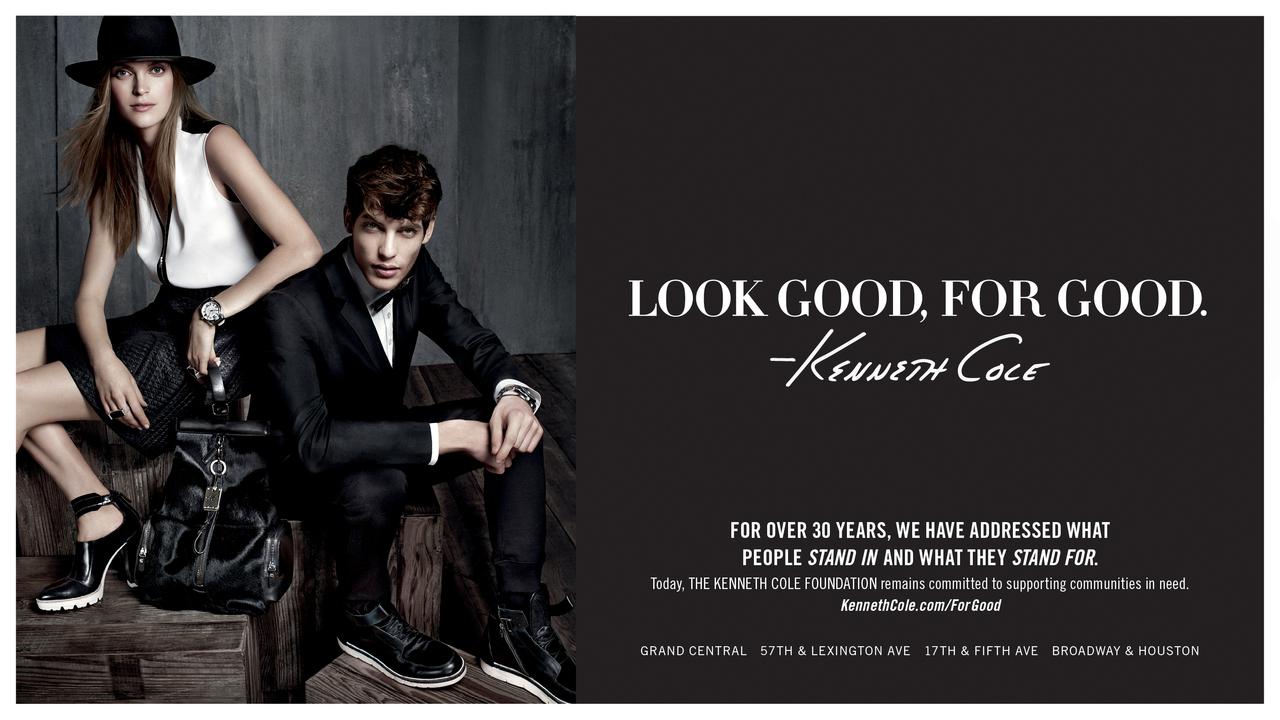 LOOK GOOD, FOR GOOD.
–KENNETH COLE
FOR OVER 30 YEARS, WE HAVE ADDRESSED WHAT
PEOPLE STAND IN AND WHAT THEY STAND FOR.
Today, THE KENNETH COLE FOUNDATION remains committed to supporting communities in need.
KennethCole.com/ForGood
GRAND CENTRAL 57TH & LEXINGTON AVE 17TH & FIFTH AVE BROADWAY & HOUSTON